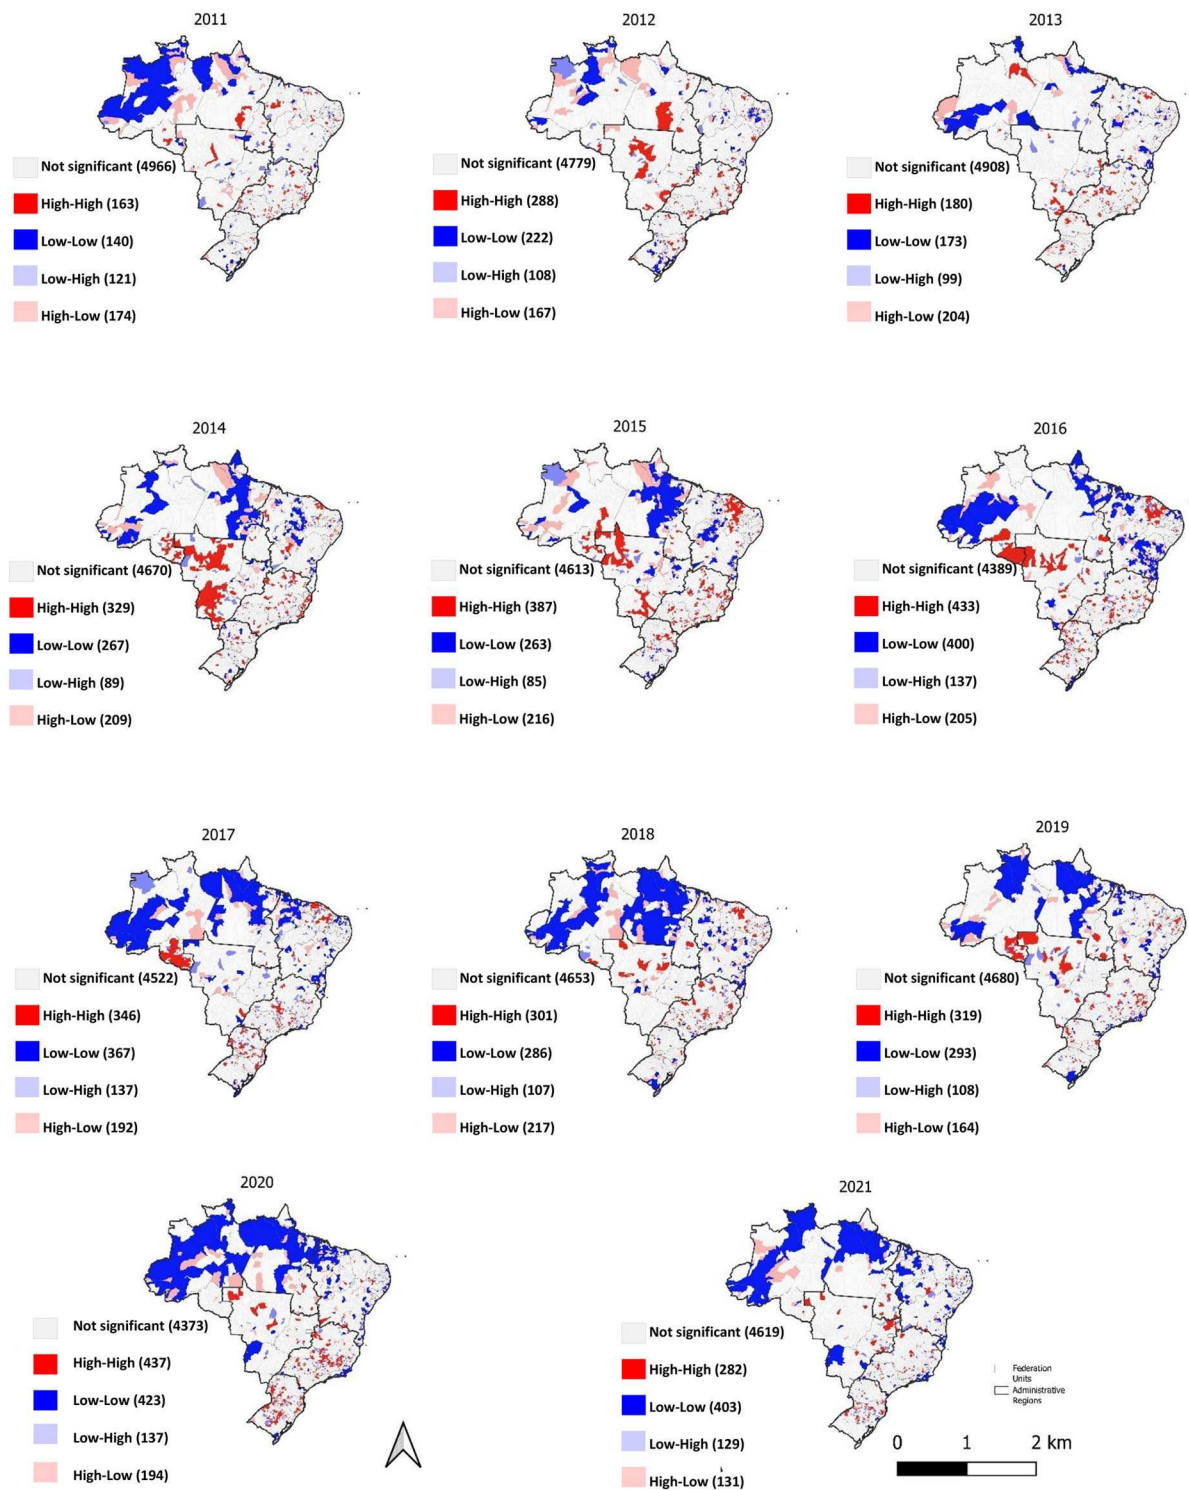 2011
Not significant (4966)
High-High (163)
Low-Low (140)
Low-High (121)
High-Low (174)
2012
Not significant (4779)
High-High (288)
Low-Low (222)
Low-High (108)
High-Low (167)
2013
Not significant (4908)
High-High (180)
Low-Low (173)
Low-High (99)
High-Low (204)
2014
Not significant (4670)
High-High (329)
Low-Low (267)
Low-High (89)
High-Low (209)
2015
Not significant (4613)
High-High (387)
Low-Low (263)
Low-High (85)
High-Low (216)
2016
Not significant (4389)
High-High (433)
Low-Low (400)
Low-High (137)
High-Low (205)
2017
Not significant (4522)
High-High (346)
Low-Low (367)
Low-High (137)
High-Low (192)
2018
Not significant (4653)
High-High (301)
Low-Low (286)
Low-High (107)
High-Low (217)
2019
Not significant (4680)
High-High (319)
Low-Low (293)
Low-High (108)
High-Low (164)
2020
Not significant (4373)
High-High (437)
Low-Low (423)
Low-High (137)
High-Low (194)
2021
Not significant (4619)
High-High (282)
Low-Low (403)
Low-High (129)
High-Low (131)
Federation
Units
Administrative
Regions
0 1 2 km